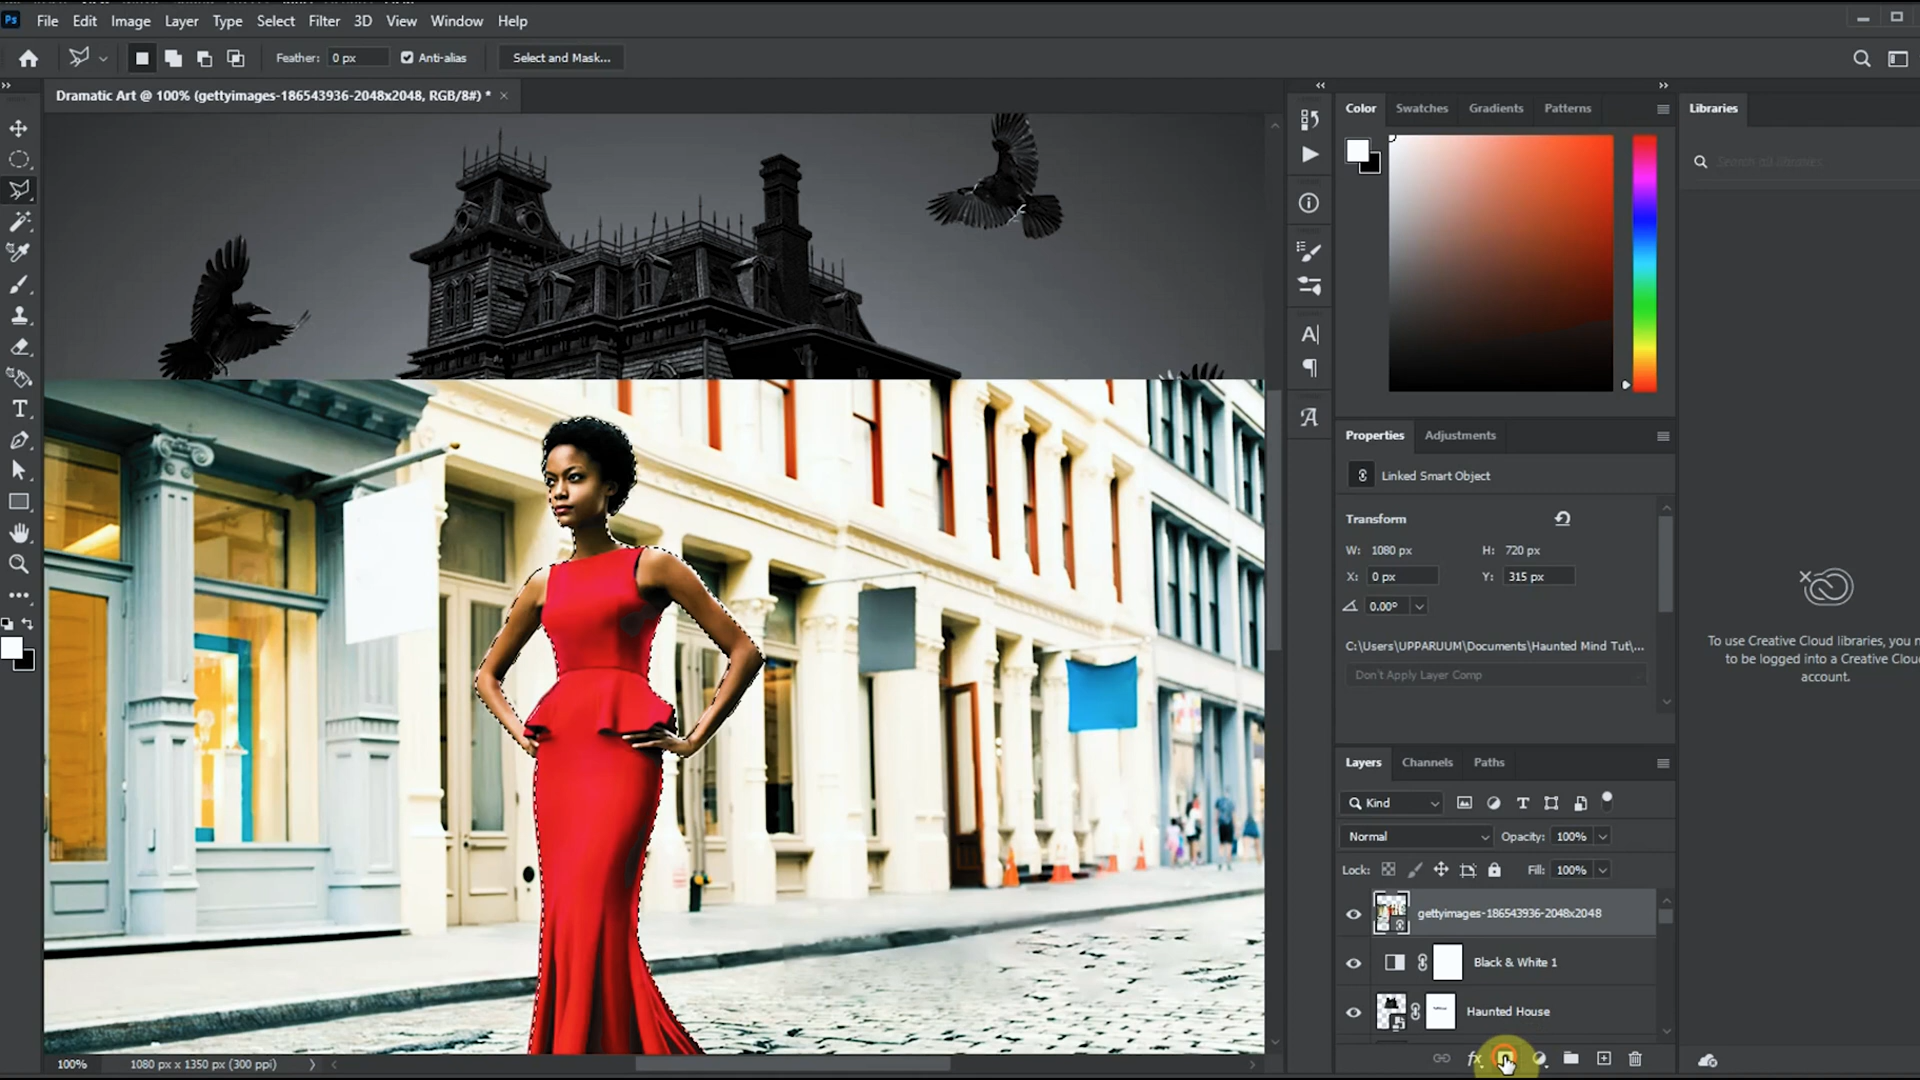 Ps File Edit Image Layer Type Select Filter 3D View Window Help
Feather: 0 px Anti-alias Select and Mask...
Dramatic Art @ 100% (gettyimages-186543936-2048x2048, RGB/8#) * ×
Color Swatches Gradients Patterns
Libraries
Search all libraries
Properties Adjustments
Linked Smart Object
Transform
W: 1080 px H: 720 px
X: 0 px Y: 315 px
0.00°
C:\Users\UPPARUUM\Documents\Haunted Mind Tut\...
Don't Apply Layer Comp
To use Creative Cloud libraries, you
to be logged into a Creative Cloud
account.
Layers Channels Paths
Kind
Normal Opacity: 100%
Lock: Fill: 100%
gettyimages-186543936-2048x2048
Black & White 1
Haunted House
fx
100% 1080 px x 1350 px (300 ppi)